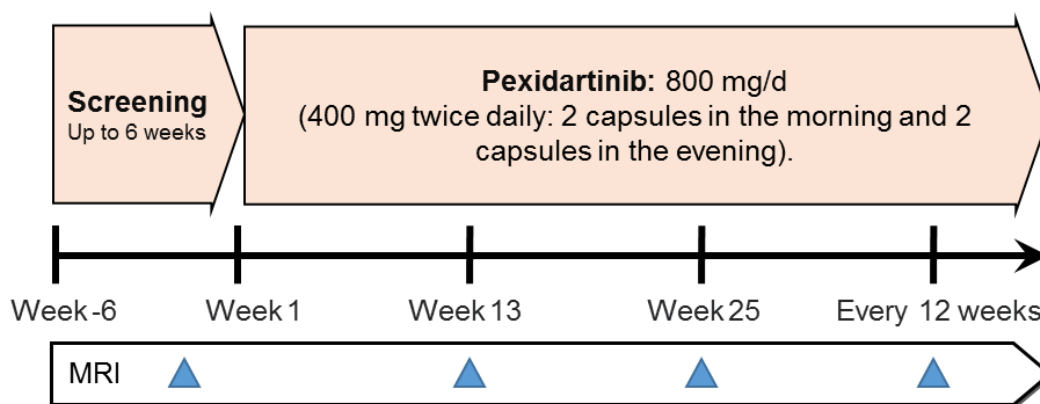 Screening
Up to 6 weeks
Pexidartinib: 800 mg/d
(400 mg twice daily: 2 capsules in the morning and 2
capsules in the evening).
Week -6
Week 1
Week 13
Week 25
Every 12 weeks
MRI